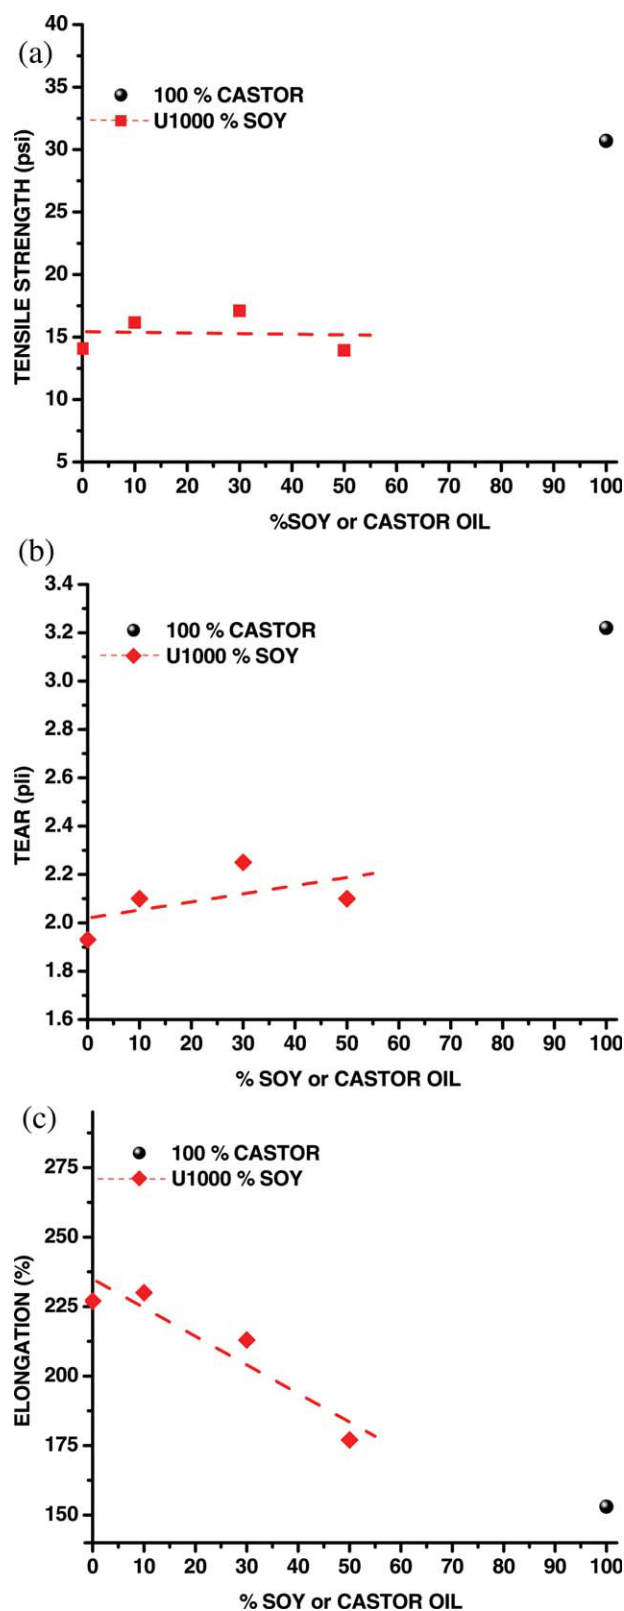 (a)
40
35
30
25
20
15
10
5
TENSILE STRENGTH (psi)
100 % CASTOR
U1000 % SOY
0 10 20 30 40 50 60 70 80 90 100
%SOY or CASTOR OIL
(b)
3.4
3.2
3.0
2.8
2.6
2.4
2.2
2.0
1.8
1.6
TEAR (pli)
100 % CASTOR
U1000 % SOY
0 10 20 30 40 50 60 70 80 90 100
% SOY or CASTOR OIL
(c)
275
250
225
200
175
150
ELONGATION (%)
100 % CASTOR
U1000 % SOY
0 10 20 30 40 50 60 70 80 90 100
% SOY or CASTOR OIL